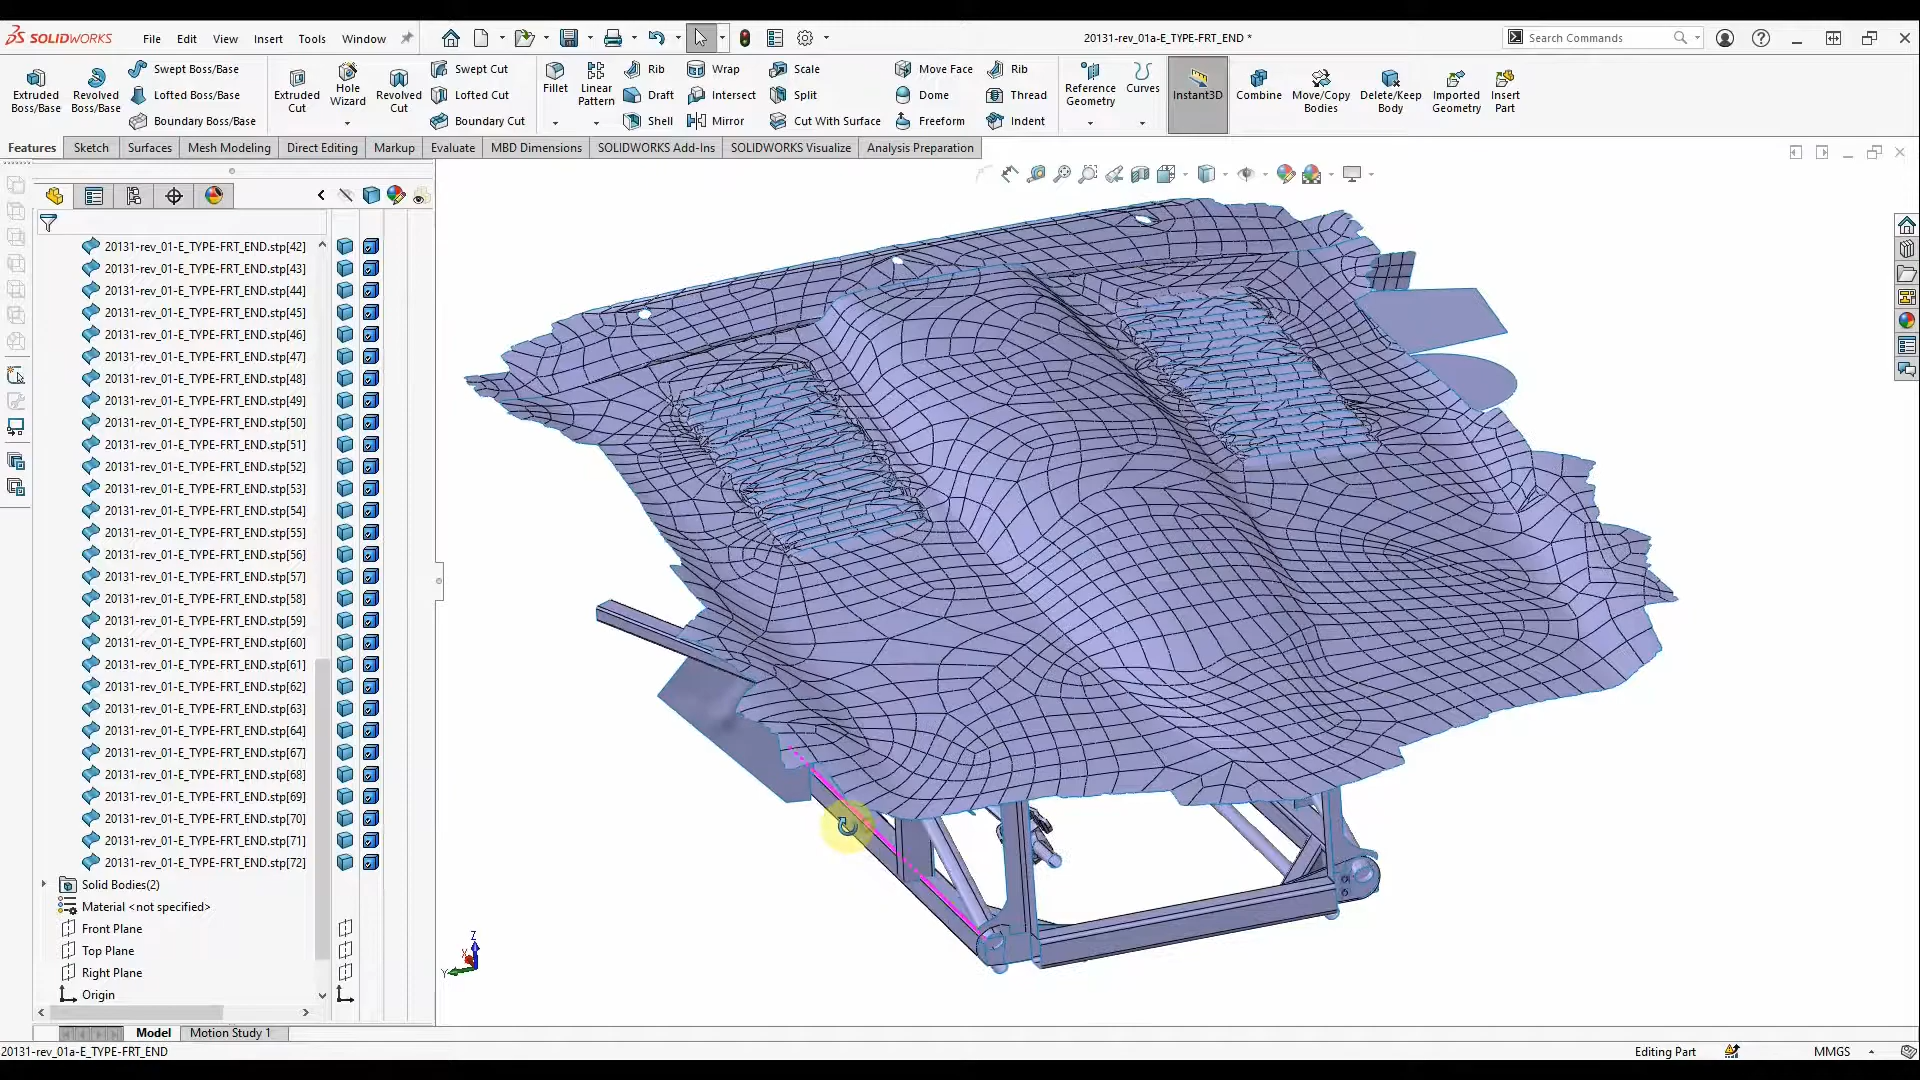 SOLIDWORKS File Edit View Insert Tools Window 20131-rev_01a-E_TYPE-FRT_END * Search Commands
Extruded Boss/Base
Revolved Boss/Base
Swept Boss/Base
Lofted Boss/Base
Boundary Boss/Base
Extruded Cut
Hole Wizard
Revolved Cut
Swept Cut
Lofted Cut
Boundary Cut
Fillet
Linear Pattern
Rib
Draft
Shell
Wrap
Intersect
Mirror
Scale
Split
Cut With Surface
Move Face
Dome
Freeform
Rib
Thread
Indent
Reference Geometry
Curves
Instant3D
Combine
Move/Copy Bodies
Delete/Keep Body
Imported Geometry
Insert Part
Features Sketch Surfaces Mesh Modeling Direct Editing Markup Evaluate MBD Dimensions SOLIDWORKS Add-Ins SOLIDWORKS Visualize Analysis Preparation
20131-rev_01-E_TYPE-FRT_END.stp[42]
20131-rev_01-E_TYPE-FRT_END.stp[43]
20131-rev_01-E_TYPE-FRT_END.stp[44]
20131-rev_01-E_TYPE-FRT_END.stp[45]
20131-rev_01-E_TYPE-FRT_END.stp[46]
20131-rev_01-E_TYPE-FRT_END.stp[47]
20131-rev_01-E_TYPE-FRT_END.stp[48]
20131-rev_01-E_TYPE-FRT_END.stp[49]
20131-rev_01-E_TYPE-FRT_END.stp[50]
20131-rev_01-E_TYPE-FRT_END.stp[51]
20131-rev_01-E_TYPE-FRT_END.stp[52]
20131-rev_01-E_TYPE-FRT_END.stp[53]
20131-rev_01-E_TYPE-FRT_END.stp[54]
20131-rev_01-E_TYPE-FRT_END.stp[55]
20131-rev_01-E_TYPE-FRT_END.stp[56]
20131-rev_01-E_TYPE-FRT_END.stp[57]
20131-rev_01-E_TYPE-FRT_END.stp[58]
20131-rev_01-E_TYPE-FRT_END.stp[59]
20131-rev_01-E_TYPE-FRT_END.stp[60]
20131-rev_01-E_TYPE-FRT_END.stp[61]
20131-rev_01-E_TYPE-FRT_END.stp[62]
20131-rev_01-E_TYPE-FRT_END.stp[63]
20131-rev_01-E_TYPE-FRT_END.stp[64]
20131-rev_01-E_TYPE-FRT_END.stp[67]
20131-rev_01-E_TYPE-FRT_END.stp[68]
20131-rev_01-E_TYPE-FRT_END.stp[69]
20131-rev_01-E_TYPE-FRT_END.stp[70]
20131-rev_01-E_TYPE-FRT_END.stp[71]
20131-rev_01-E_TYPE-FRT_END.stp[72]
Solid Bodies(2)
Material <not specified>
Front Plane
Top Plane
Right Plane
Origin
Z
X
Y
Model Motion Study 1
20131-rev_01a-E_TYPE-FRT_END Editing Part MMGS